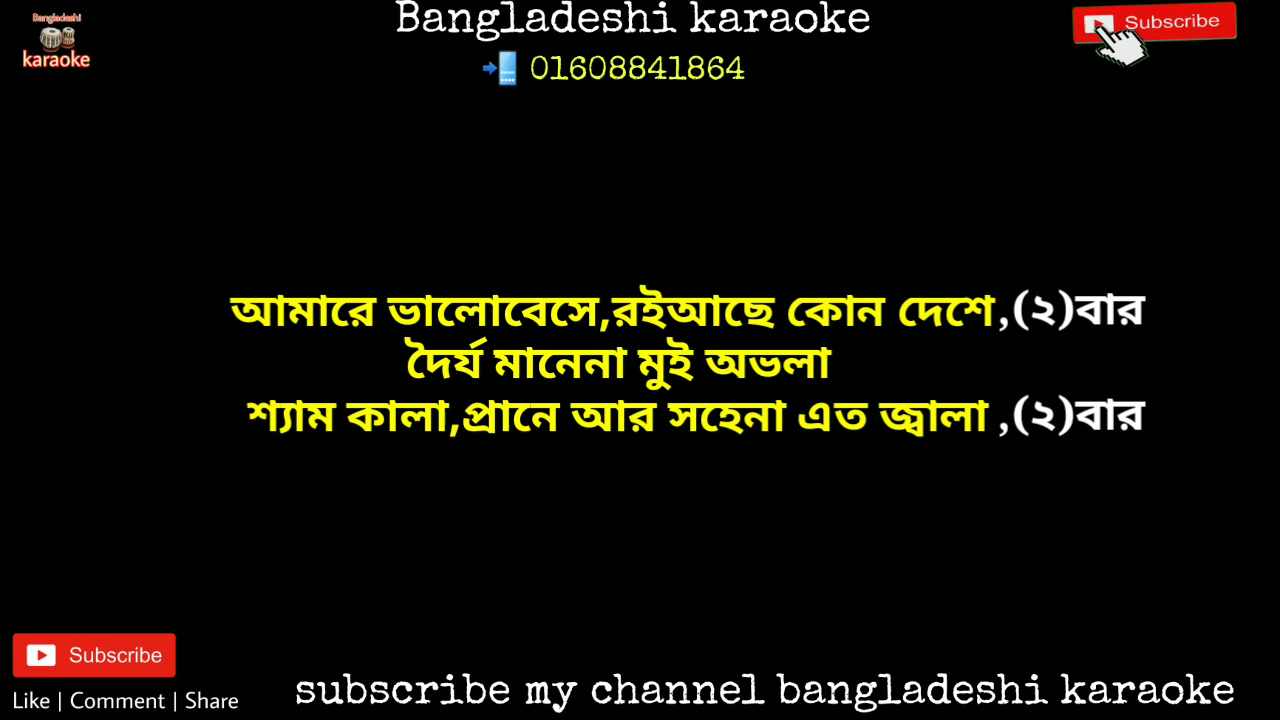 Bangladeshi
karaoke
Bangladeshi karaoke
01608841864
Subscribe
আমারে ভালোবেসে,রইআছে কোন দেশে,(২)বার
দৈর্য মানেনা মুই অভলা
শ্যাম কালা,প্রানে আর সহেনা এত জ্বালা ,(২)বার
Subscribe
Like | Comment | Share
subscribe my channel bangladeshi karaoke